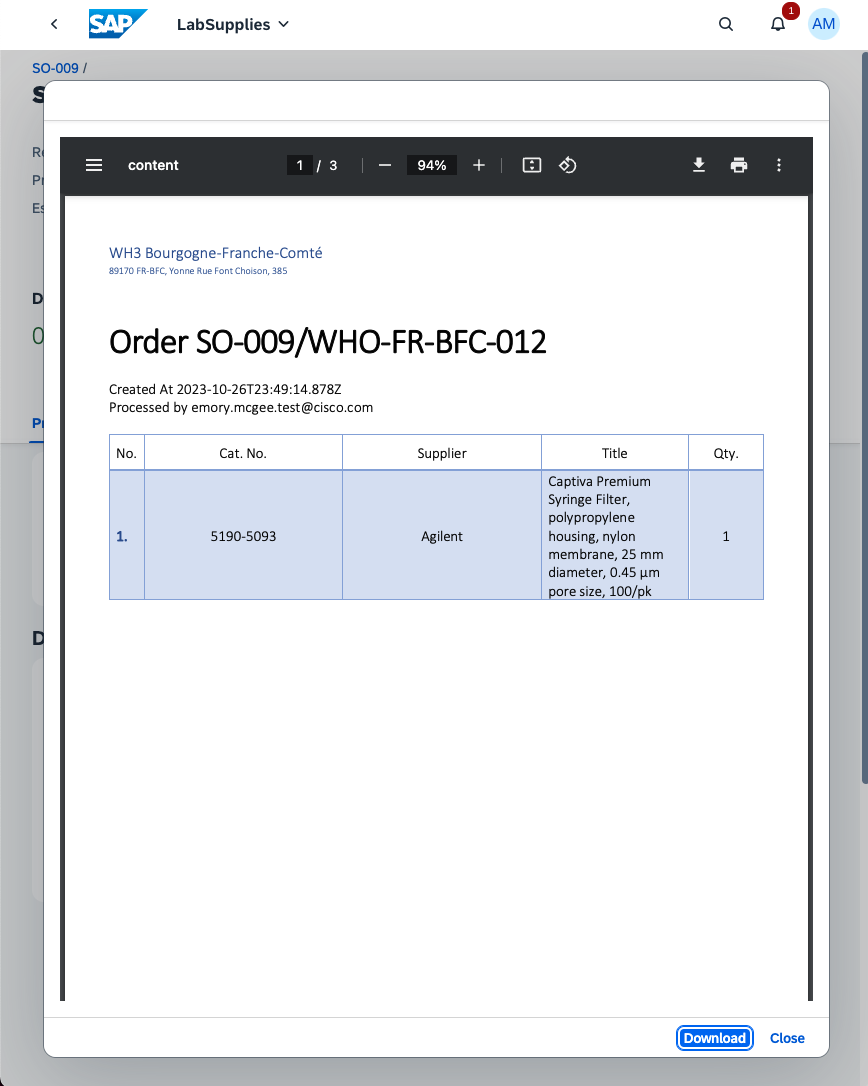 SAP LabSupplies 1 AM
SO-009 /
content 1 / 3 94%
WH3 Bourgogne-Franche-Comté
89170 FR-BFC, Yonne Rue Font Choison, 385
Order SO-009/WHO-FR-BFC-012
Created At 2023-10-26T23:49:14.878Z
Processed by emory.mcgee.test@cisco.com
No. Cat. No. Supplier Title Qty.
Captiva Premium
Syringe Filter,
polypropylene
1. 5190-5093 Agilent housing, nylon 1
membrane, 25 mm
diameter, 0.45 µm
pore size, 100/pk
Download Close